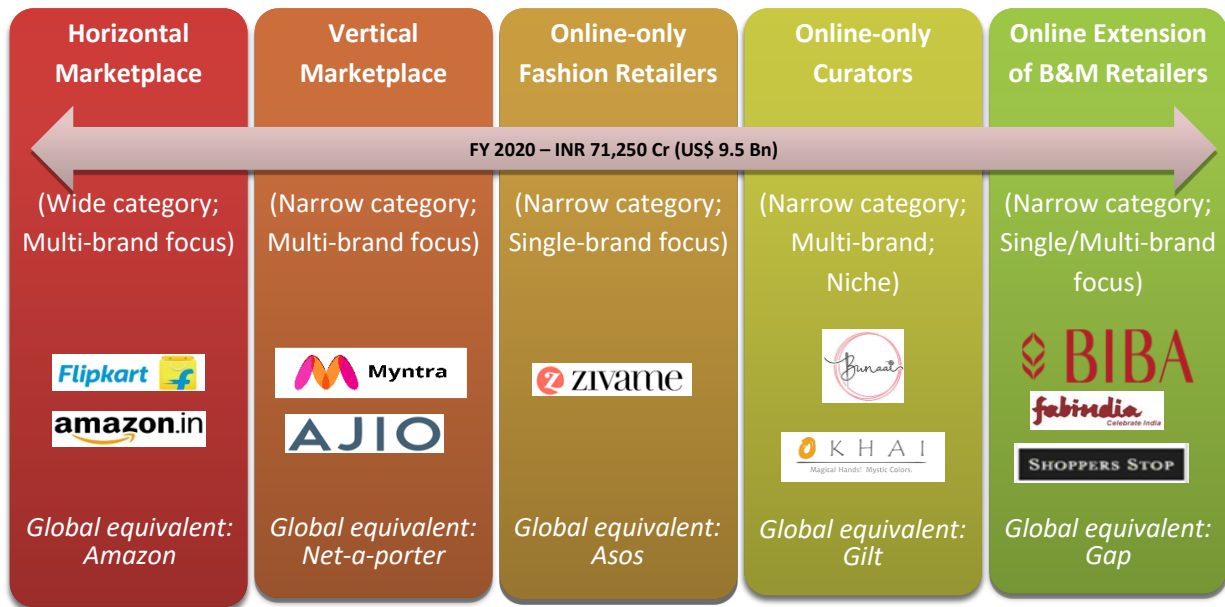 Horizontal
Marketplace
Vertical
Marketplace
Online-only
Fashion Retailers
Online-only
Curators
Online Extension
of B&M Retailers
FY 2020 – INR 71,250 Cr (US$ 9.5 Bn)
(Wide category;
Multi-brand focus)
(Narrow category;
Multi-brand focus)
(Narrow category;
Single-brand focus)
(Narrow category;
Multi-brand;
Niche)
(Narrow category;
Single/Multi-brand
focus)
Flipkart
amazon.in
Myntra
AJIO
ZIVAME
Bunaai
OKHAI
Magical Hands! Mystic Colors.
BIBA
fabindia
Celebrate India
SHOPPERS STOP
Global equivalent:
Amazon
Global equivalent:
Net-a-porter
Global equivalent:
Asos
Global equivalent:
Gilt
Global equivalent:
Gap